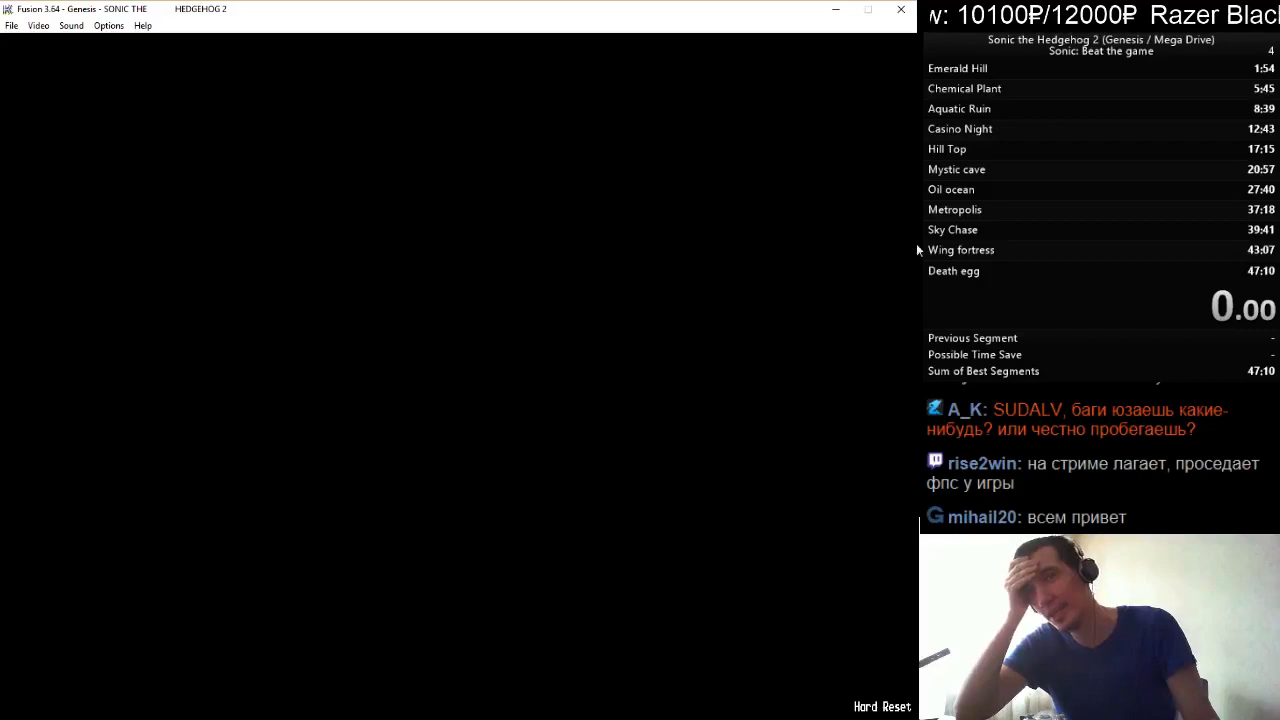 Fusion 3.64 - Genesis - SONIC THE HEDGEHOG 2
File Video Sound Options Help
Hard Reset
w: 10100₽/12000₽ Razer Blac
Sonic the Hedgehog 2 (Genesis / Mega Drive)
Sonic: Beat the game 4
Emerald Hill 1:54
Chemical Plant 5:45
Aquatic Ruin 8:39
Casino Night 12:43
Hill Top 17:15
Mystic cave 20:57
Oil ocean 27:40
Metropolis 37:18
Sky Chase 39:41
Wing fortress 43:07
Death egg 47:10
0.00
Previous Segment -
Possible Time Save -
Sum of Best Segments 47:10
A_K: SUDALV, баги юзаешь какие-
нибудь? или честно пробегаешь?
rise2win: на стриме лагает, проседает
фпс у игры
mihail20: всем привет